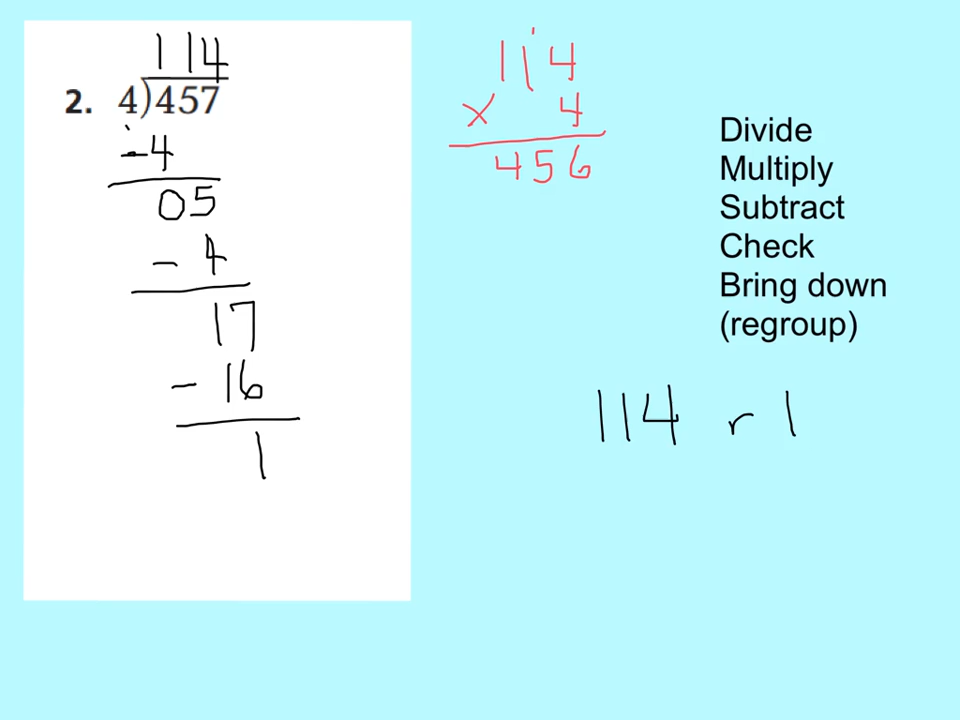 114
2. 4)457
-4
05
- 4
17
- 16
1
1
114
x 4
456
Divide
Multiply
Subtract
Check
Bring down
(regroup)
114 r 1